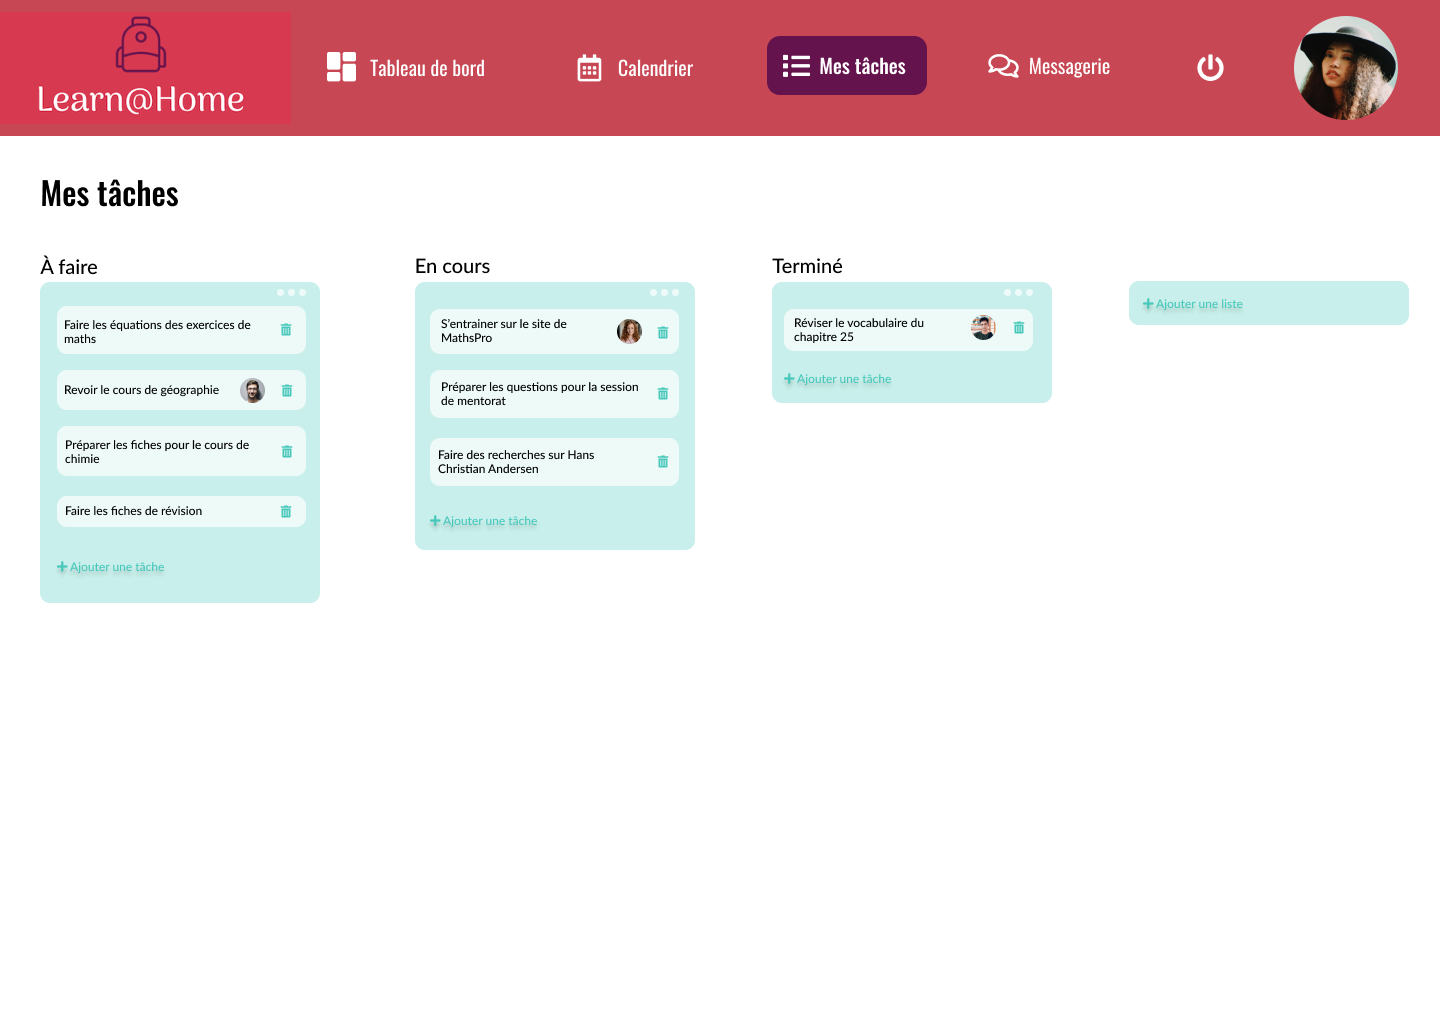 Learn@Home
Tableau de bord
Calendrier
Mes tâches
Messagerie
Mes tâches
À faire
Faire les équations des exercices de
maths
Revoir le cours de géographie
Préparer les fiches pour le cours de
chimie
Faire les fiches de révision
Ajouter une tâche
En cours
S'entrainer sur le site de
MathsPro
Préparer les questions pour la session
de mentorat
Faire des recherches sur Hans
Christian Andersen
Ajouter une tâche
Terminé
Réviser le vocabulaire du
chapitre 25
Ajouter une tâche
Ajouter une liste